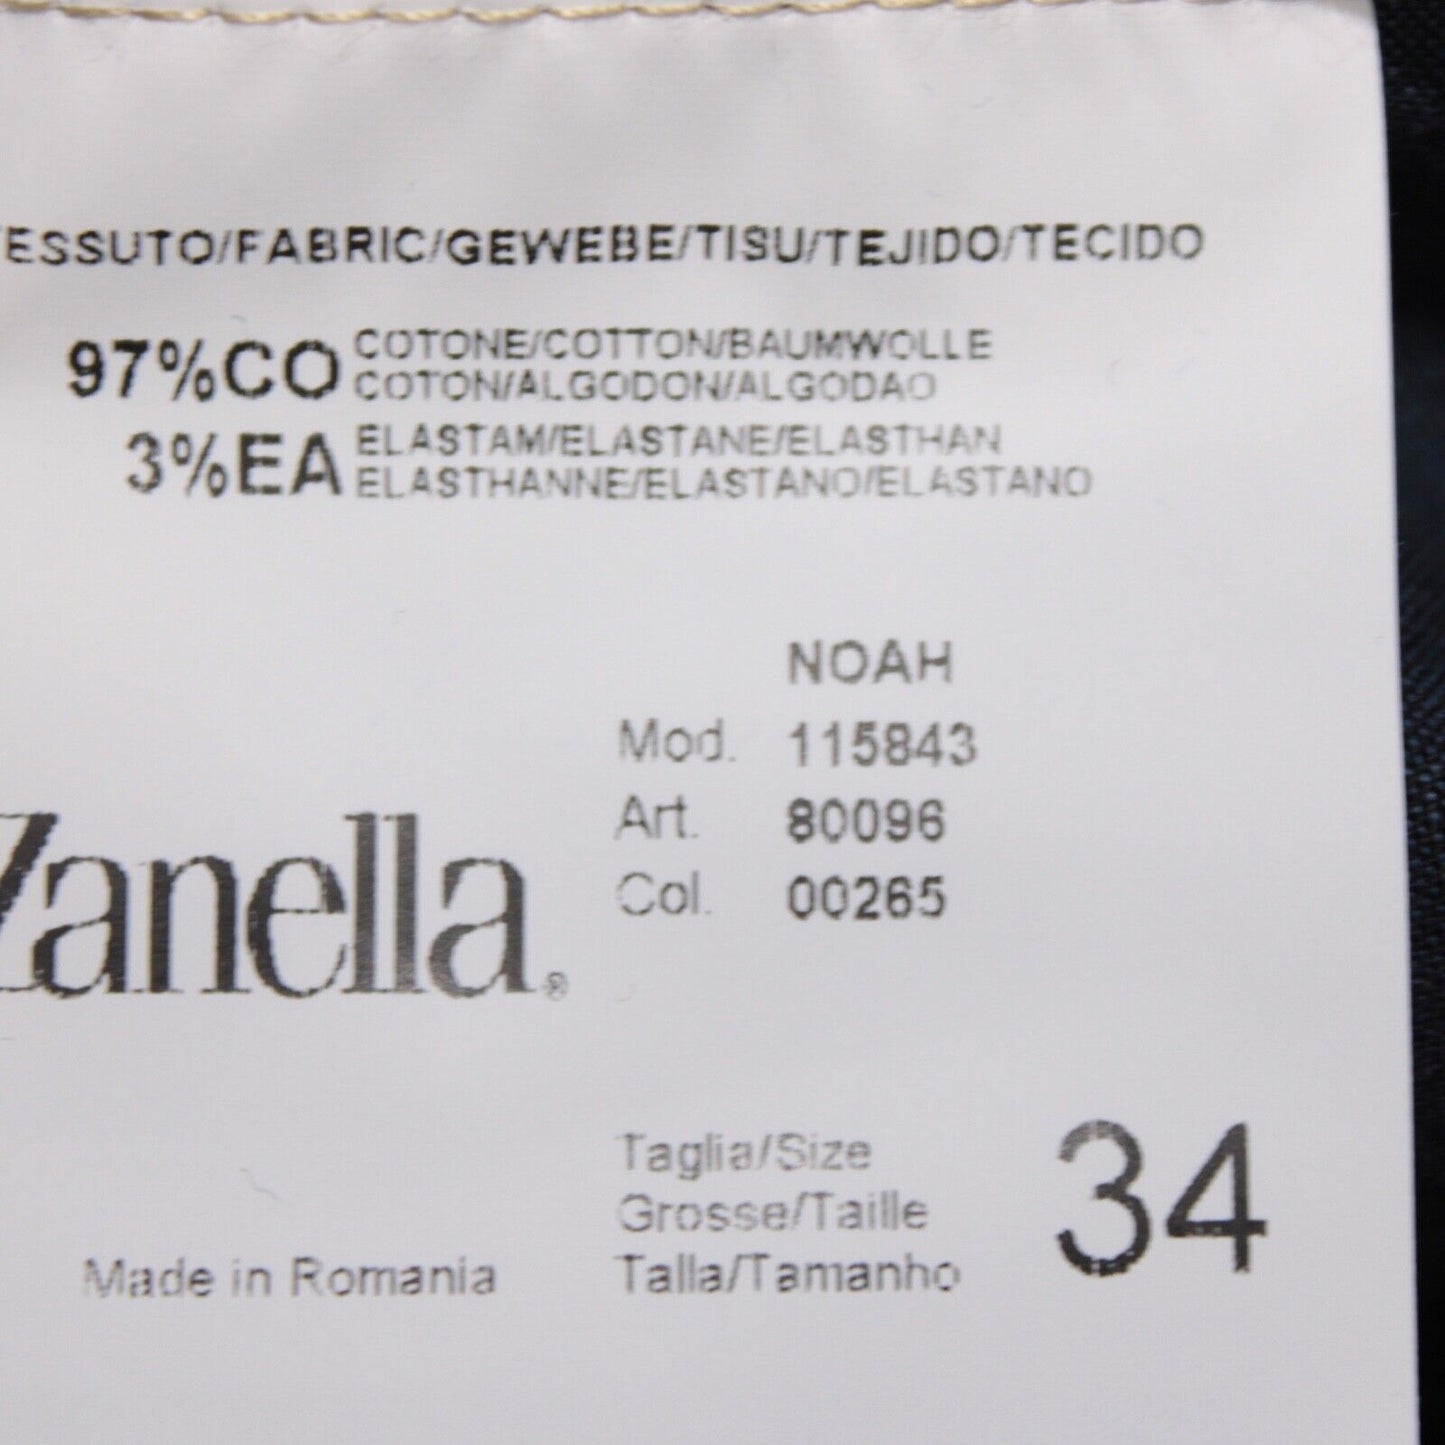 TESSUTO/FABRIC/GEWEBE/TISU/TEJIDO/TECIDO
97%CO COTONE/COTTON/BAUMWOLLE
COTON/ALGODON/ALGODAO
3%EA ELASTAM/ELASTANE/ELASTHAN
ELASTHANNE/ELASTANO/ELASTANO
NOAH
Mod. 115843
Art. 80096
Col. 00265
Zanella®
Taglia/Size
Grosse/Taille
Talla/Tamanho
34
Made in Romania